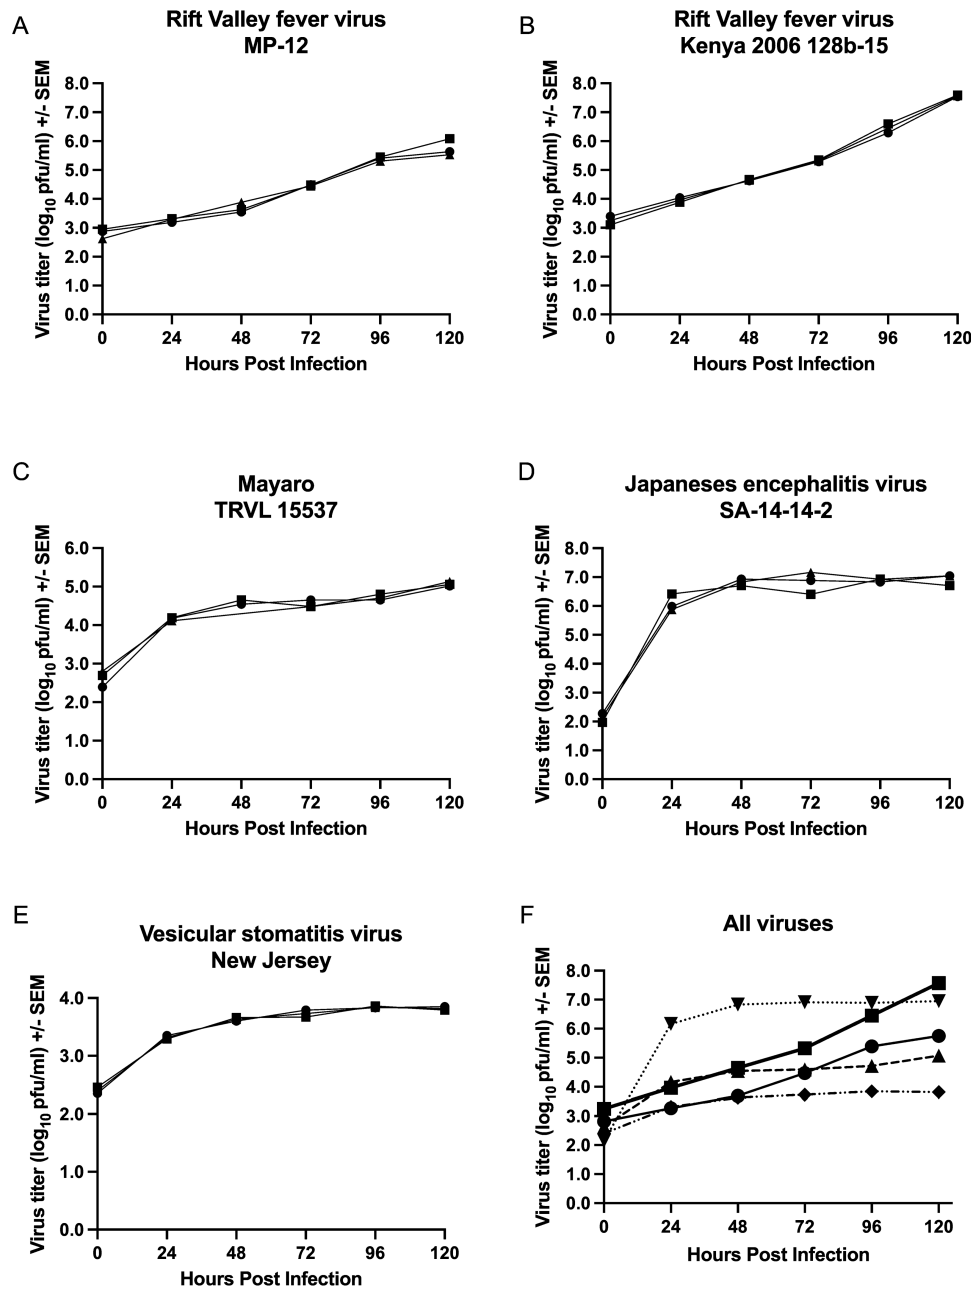 A
Rift Valley fever virus
MP-12
Virus titer (log10 pfu/ml) +/- SEM
8.0
7.0
6.0
5.0
4.0
3.0
2.0
1.0
0.0
0 24 48 72 96 120
Hours Post Infection
B
Rift Valley fever virus
Kenya 2006 128b-15
Virus titer (log10 pfu/ml) +/- SEM
8.0
7.0
6.0
5.0
4.0
3.0
2.0
1.0
0.0
0 24 48 72 96 120
Hours Post Infection
C
Mayaro
TRVL 15537
Virus titer (log10 pfu/ml) +/- SEM
6.0
5.0
4.0
3.0
2.0
1.0
0.0
0 24 48 72 96 120
Hours Post Infection
D
Japaneses encephalitis virus
SA-14-14-2
Virus titer (log10 pfu/ml) +/- SEM
8.0
7.0
6.0
5.0
4.0
3.0
2.0
1.0
0.0
0 24 48 72 96 120
Hours Post Infection
E
Vesicular stomatitis virus
New Jersey
Virus titer (log10 pfu/ml) +/- SEM
4.0
3.0
2.0
1.0
0.0
0 24 48 72 96 120
Hours Post Infection
F
All viruses
Virus titer (log10 pfu/ml) +/- SEM
8.0
7.0
6.0
5.0
4.0
3.0
2.0
1.0
0.0
0 24 48 72 96 120
Hours Post Infection